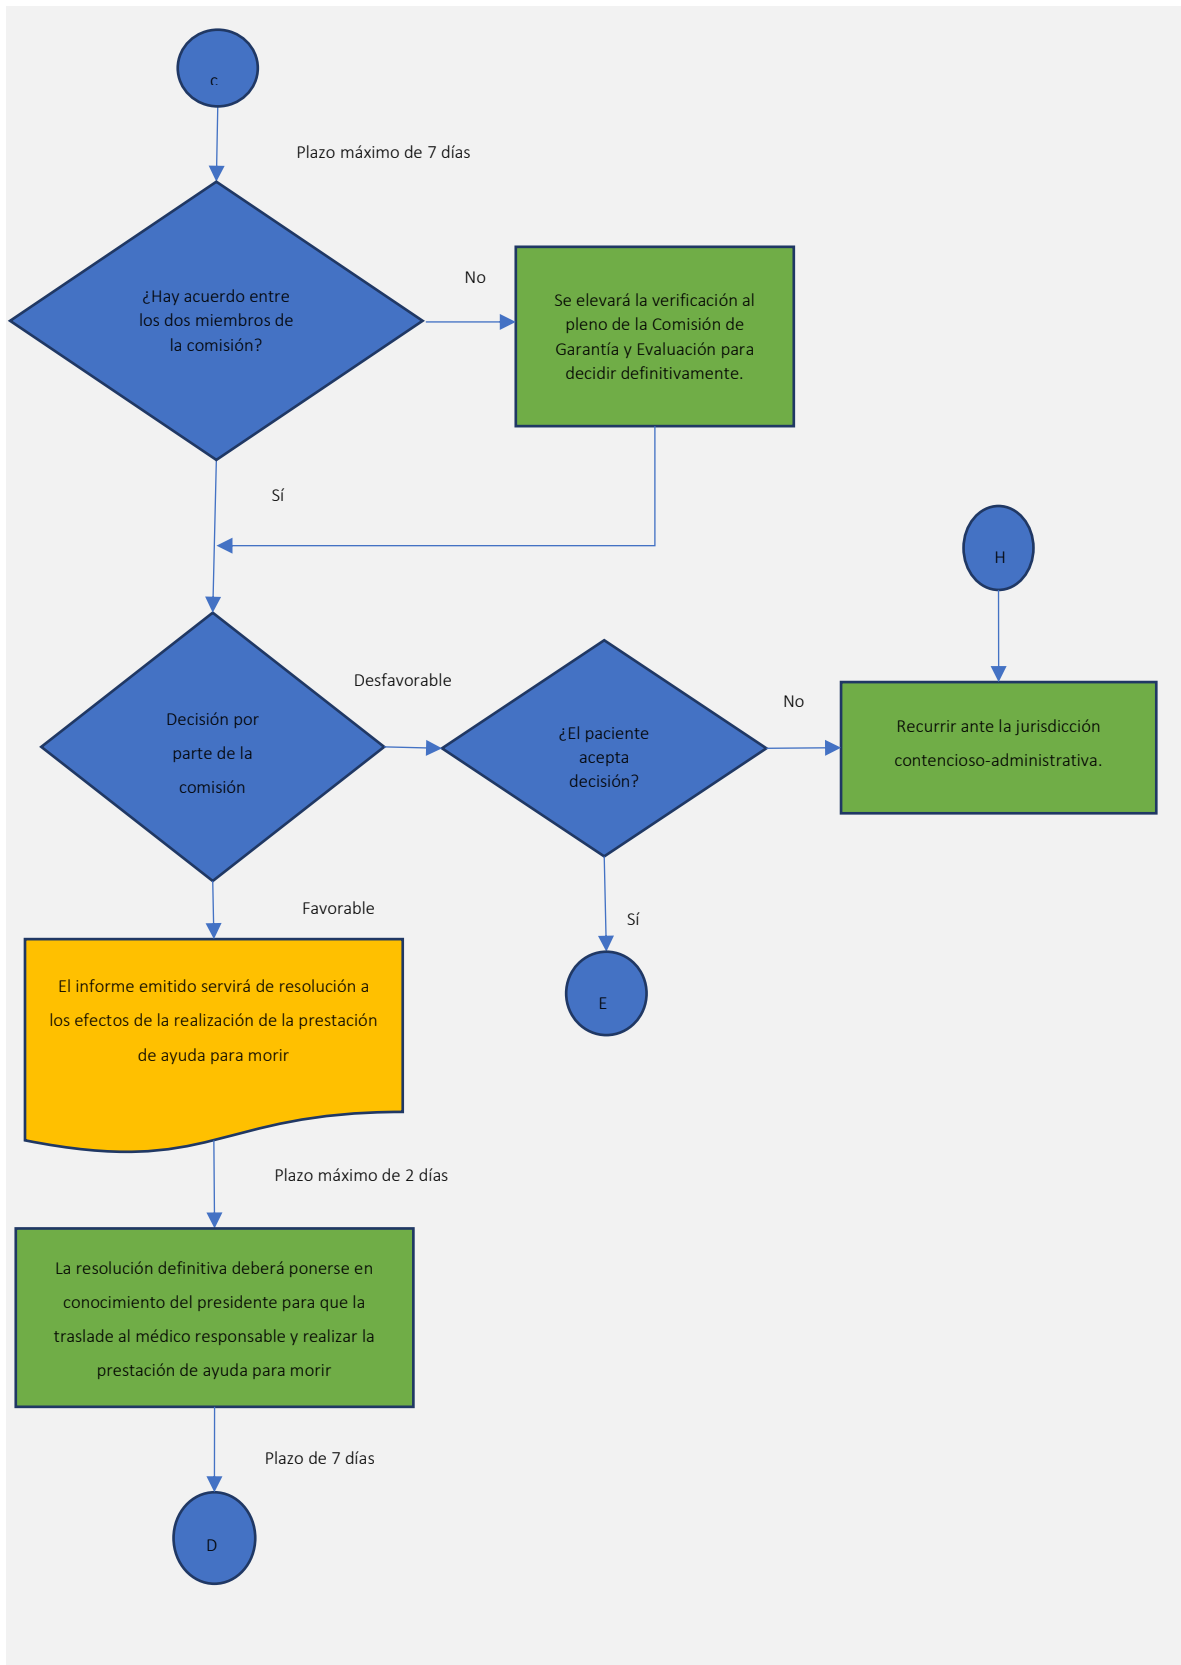 c
Plazo máximo de 7 días
¿Hay acuerdo entre
los dos miembros de
la comisión?
No
Se elevará la verificación al
pleno de la Comisión de
Garantía y Evaluación para
decidir definitivamente.
Sí
H
Decisión por
parte de la
comisión
Desfavorable
¿El paciente
acepta
decisión?
No
Recurrir ante la jurisdicción
contencioso-administrativa.
Favorable
Sí
E
El informe emitido servirá de resolución a
los efectos de la realización de la prestación
de ayuda para morir
Plazo máximo de 2 días
La resolución definitiva deberá ponerse en
conocimiento del presidente para que la
traslade al médico responsable y realizar la
prestación de ayuda para morir
Plazo de 7 días
D